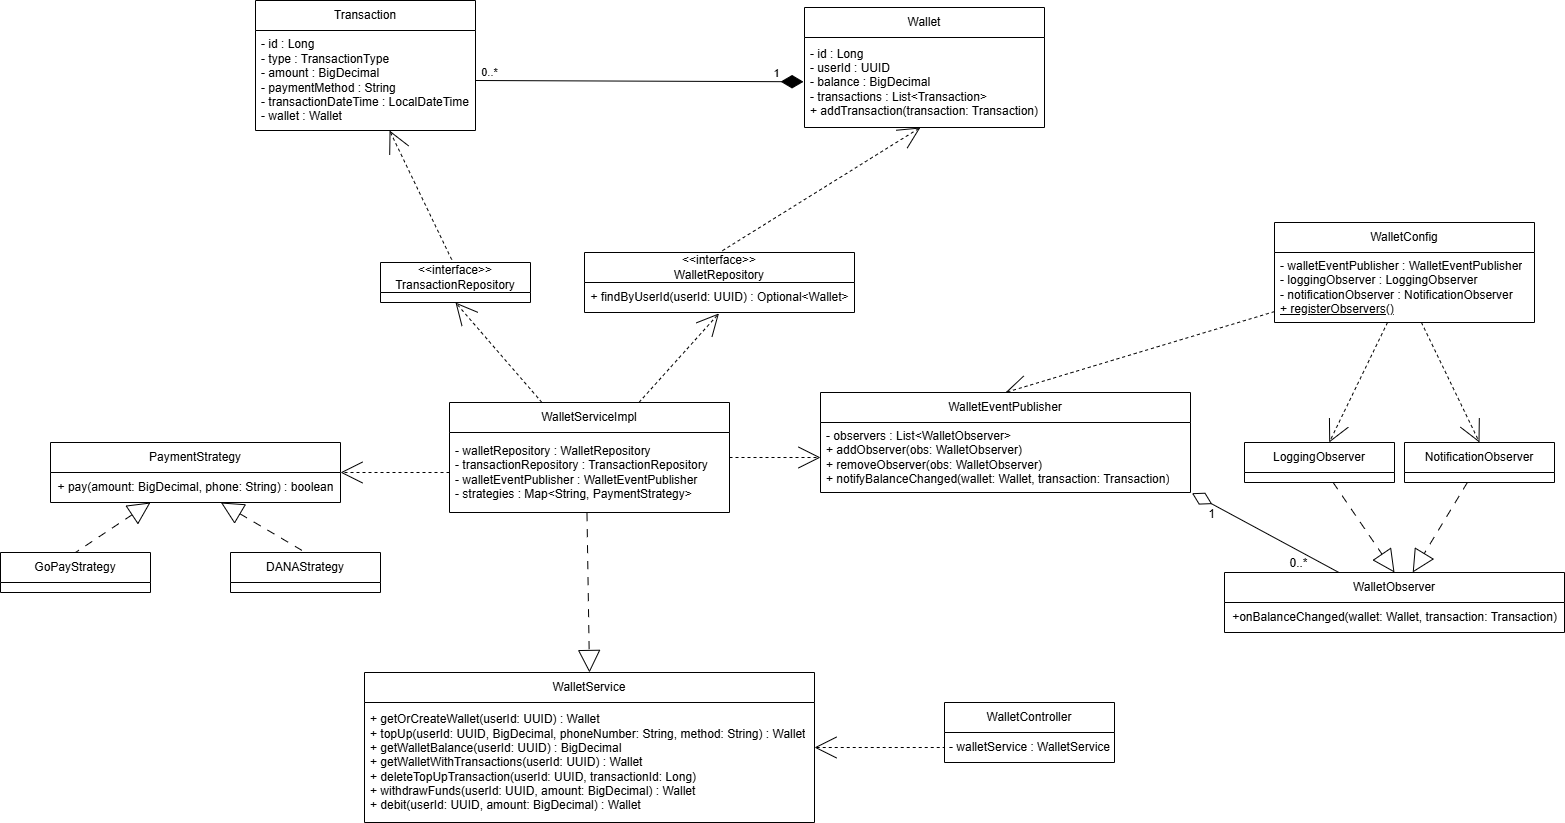 Transaction
- id : Long
- type : TransactionType
- amount : BigDecimal
- paymentMethod : String
- transactionDateTime : LocalDateTime
- wallet : Wallet
0..*
1
Wallet
- id : Long
- userId : UUID
- balance : BigDecimal
- transactions : List<Transaction>
+ addTransaction(transaction: Transaction)
<<interface>>
TransactionRepository
<<interface>>
WalletRepository
+ findByUserId(userId: UUID) : Optional<Wallet>
WalletConfig
- walletEventPublisher : WalletEventPublisher
- loggingObserver : LoggingObserver
- notificationObserver : NotificationObserver
+ registerObservers()
PaymentStrategy
+ pay(amount: BigDecimal, phone: String) : boolean
WalletServiceImpl
- walletRepository : WalletRepository
- transactionRepository : TransactionRepository
- walletEventPublisher : WalletEventPublisher
- strategies : Map<String, PaymentStrategy>
WalletEventPublisher
- observers : List<WalletObserver>
+ addObserver(obs: WalletObserver)
+ removeObserver(obs: WalletObserver)
+ notifyBalanceChanged(wallet: Wallet, transaction: Transaction)
LoggingObserver
NotificationObserver
1
0..*
GoPayStrategy
DANAStrategy
WalletObserver
+onBalanceChanged(wallet: Wallet, transaction: Transaction)
WalletService
+ getOrCreateWallet(userId: UUID) : Wallet
+ topUp(userId: UUID, BigDecimal, phoneNumber: String, method: String) : Wallet
+ getWalletBalance(userId: UUID) : BigDecimal
+ getWalletWithTransactions(userId: UUID) : Wallet
+ deleteTopUpTransaction(userId: UUID, transactionId: Long)
+ withdrawFunds(userId: UUID, amount: BigDecimal) : Wallet
+ debit(userId: UUID, amount: BigDecimal) : Wallet
WalletController
- walletService : WalletService